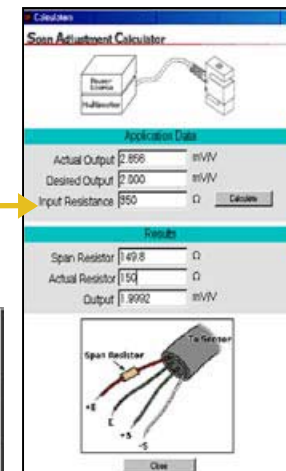 Calculators
Span Adjustment Calculator
Power Source
Multimeter
Application Data
Actual Output 2.856 mV/V
Desired Output 2.000 mV/V
Input Resistance 350 Ω Calculate
Results
Span Resistor 149.8 Ω
Actual Resistor 150 Ω
Output 1.9992 mV/V
To Sensor
Span Resistor
+E
E
+S
-S
Close